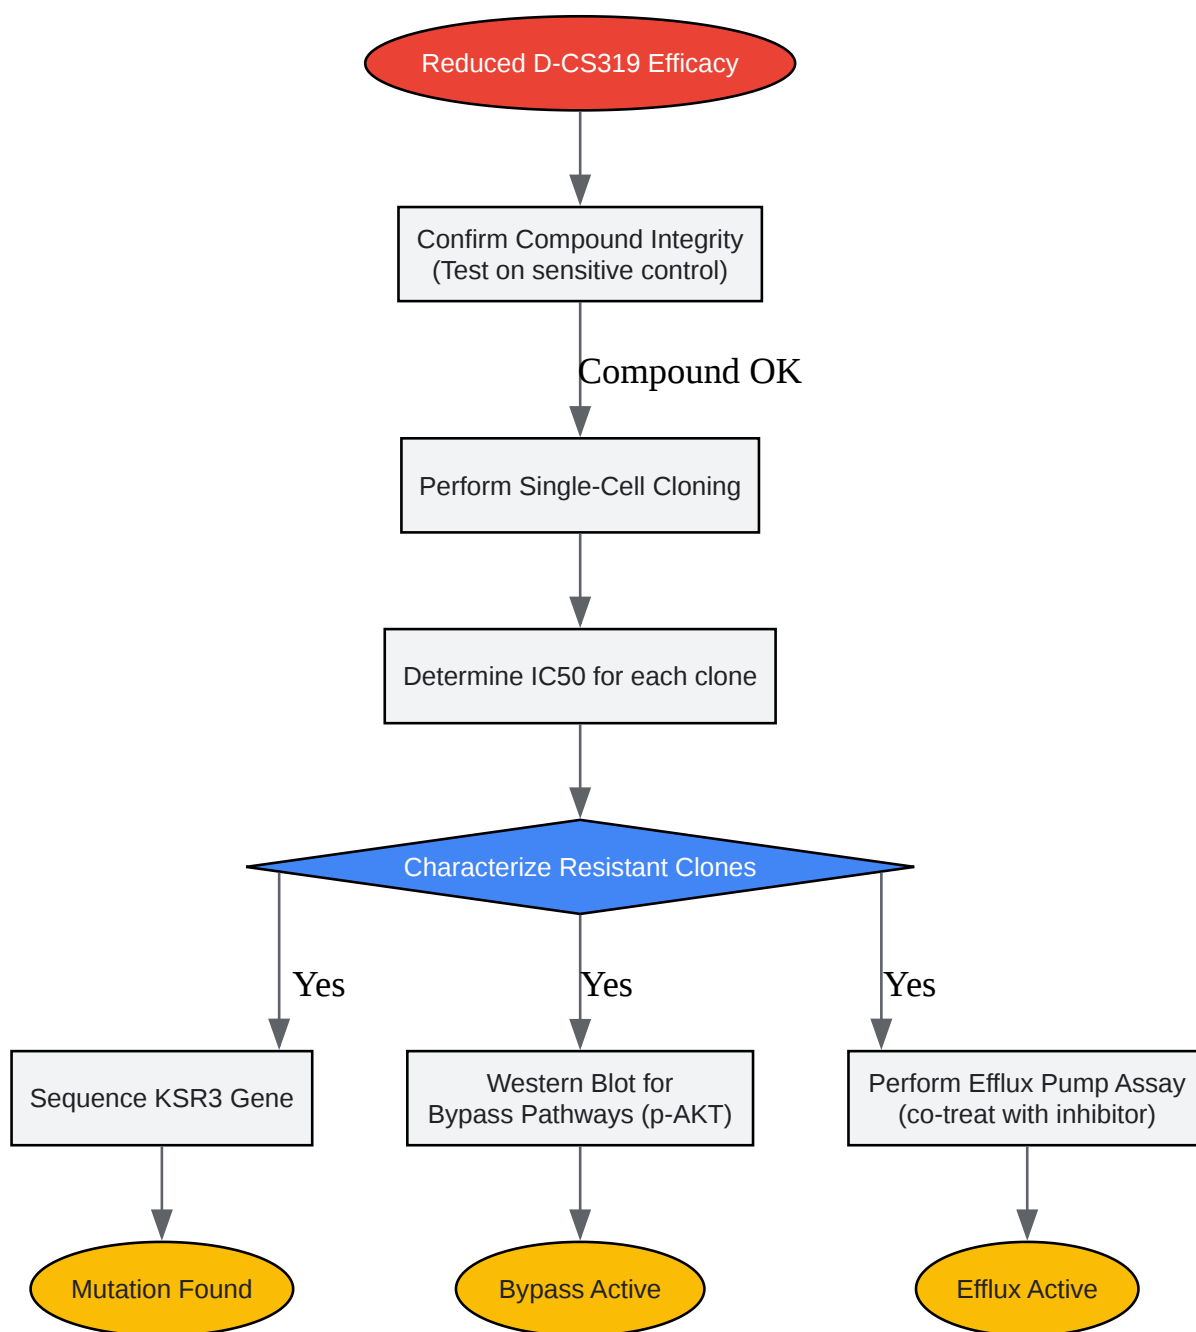 Reduced D-CS319 Efficacy
Confirm Compound Integrity
(Test on sensitive control)
Compound OK
Perform Single-Cell Cloning
Determine IC50 for each clone
Characterize Resistant Clones
Yes
Yes
Yes
Sequence KSR3 Gene
Western Blot for
Bypass Pathways (p-AKT)
Perform Efflux Pump Assay
(co-treat with inhibitor)
Mutation Found
Bypass Active
Efflux Active